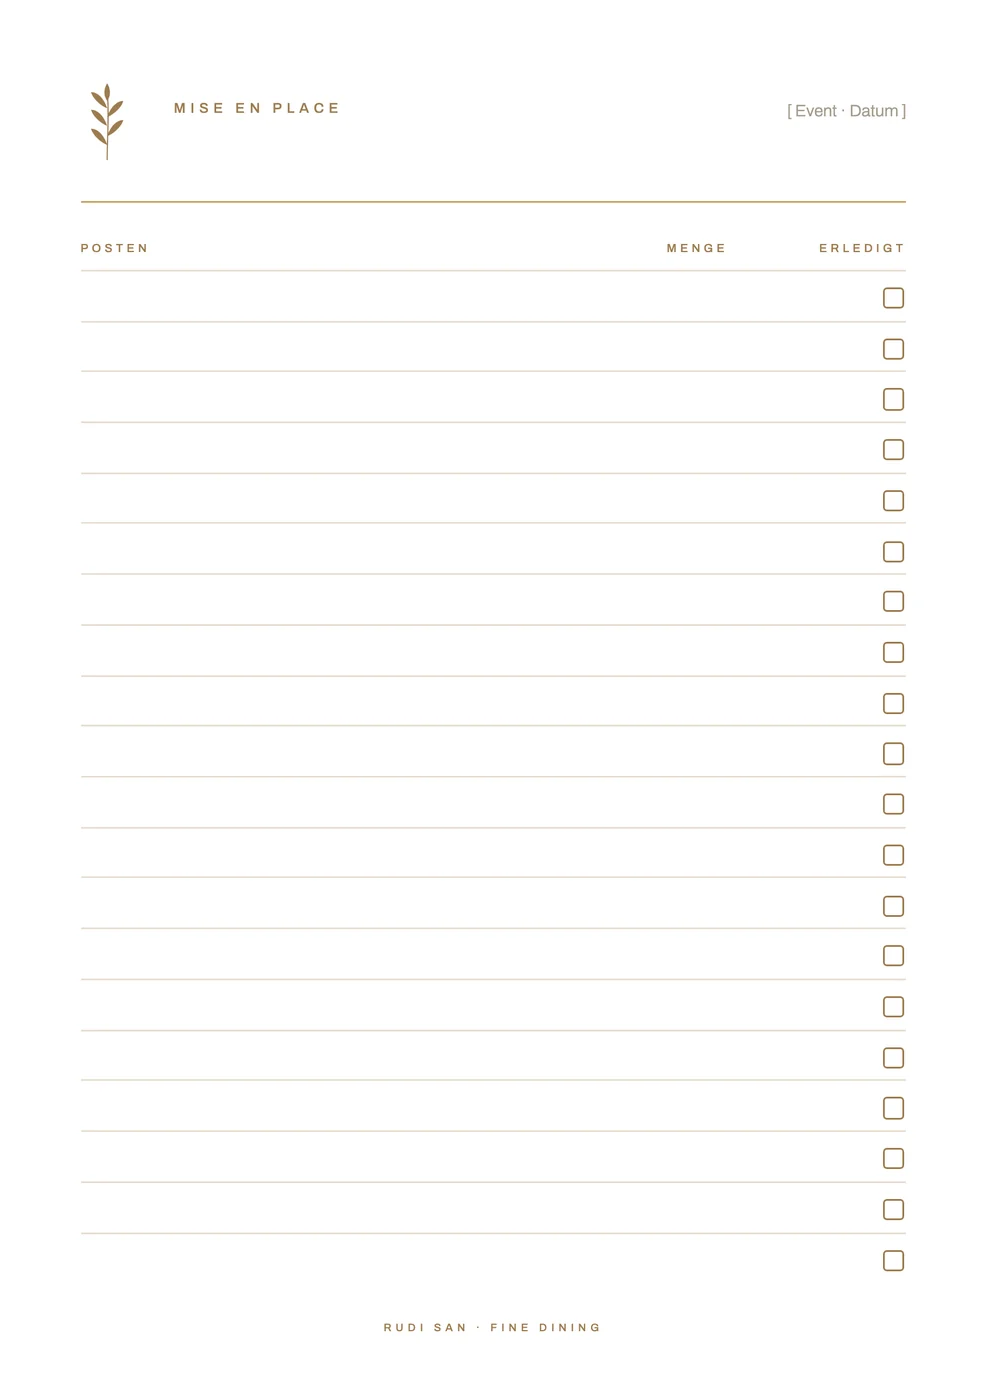 MISE EN PLACE
[ Event · Datum ]
POSTEN MENGE ERLEDIGT
RUDI SAN · FINE DINING